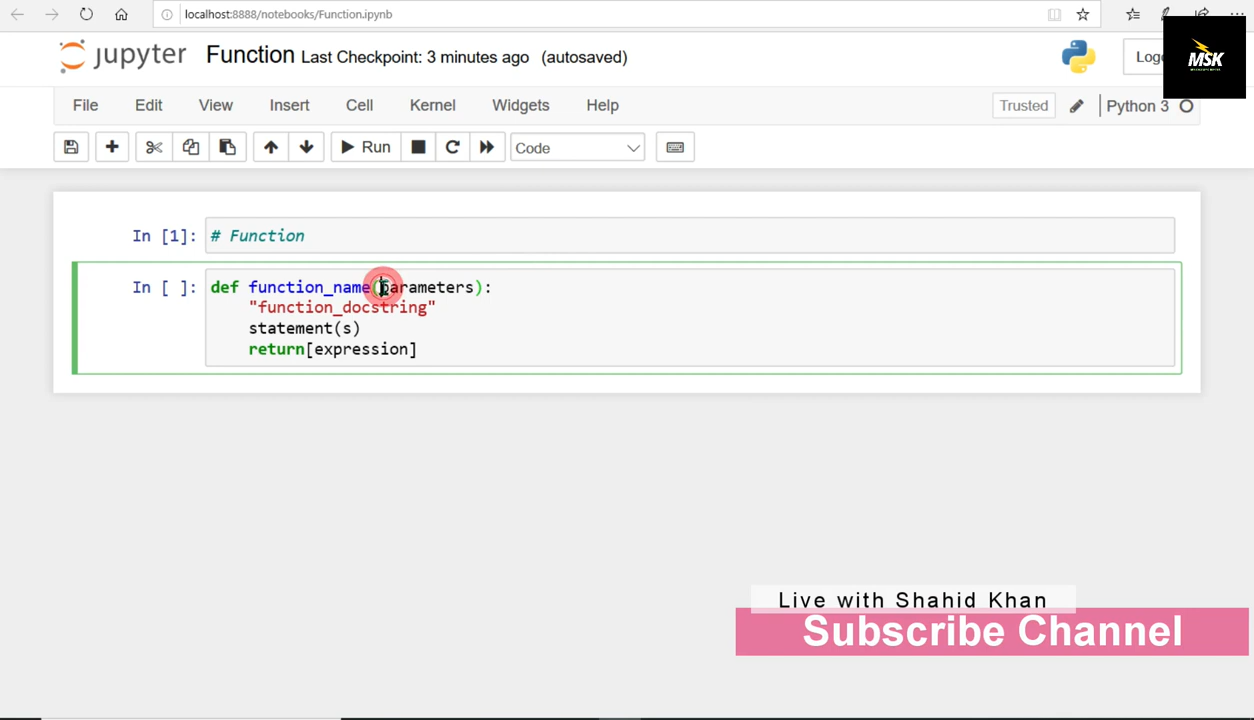 localhost:8888/notebooks/Function.ipynb
jupyter Function Last Checkpoint: 3 minutes ago (autosaved)
MSK
File Edit View Insert Cell Kernel Widgets Help Trusted Python 3
Run Code
In [1]: # Function
In [ ]: def function_name(parameters):
"function_docstring"
statement(s)
return[expression]
Live with Shahid Khan
Subscribe Channel